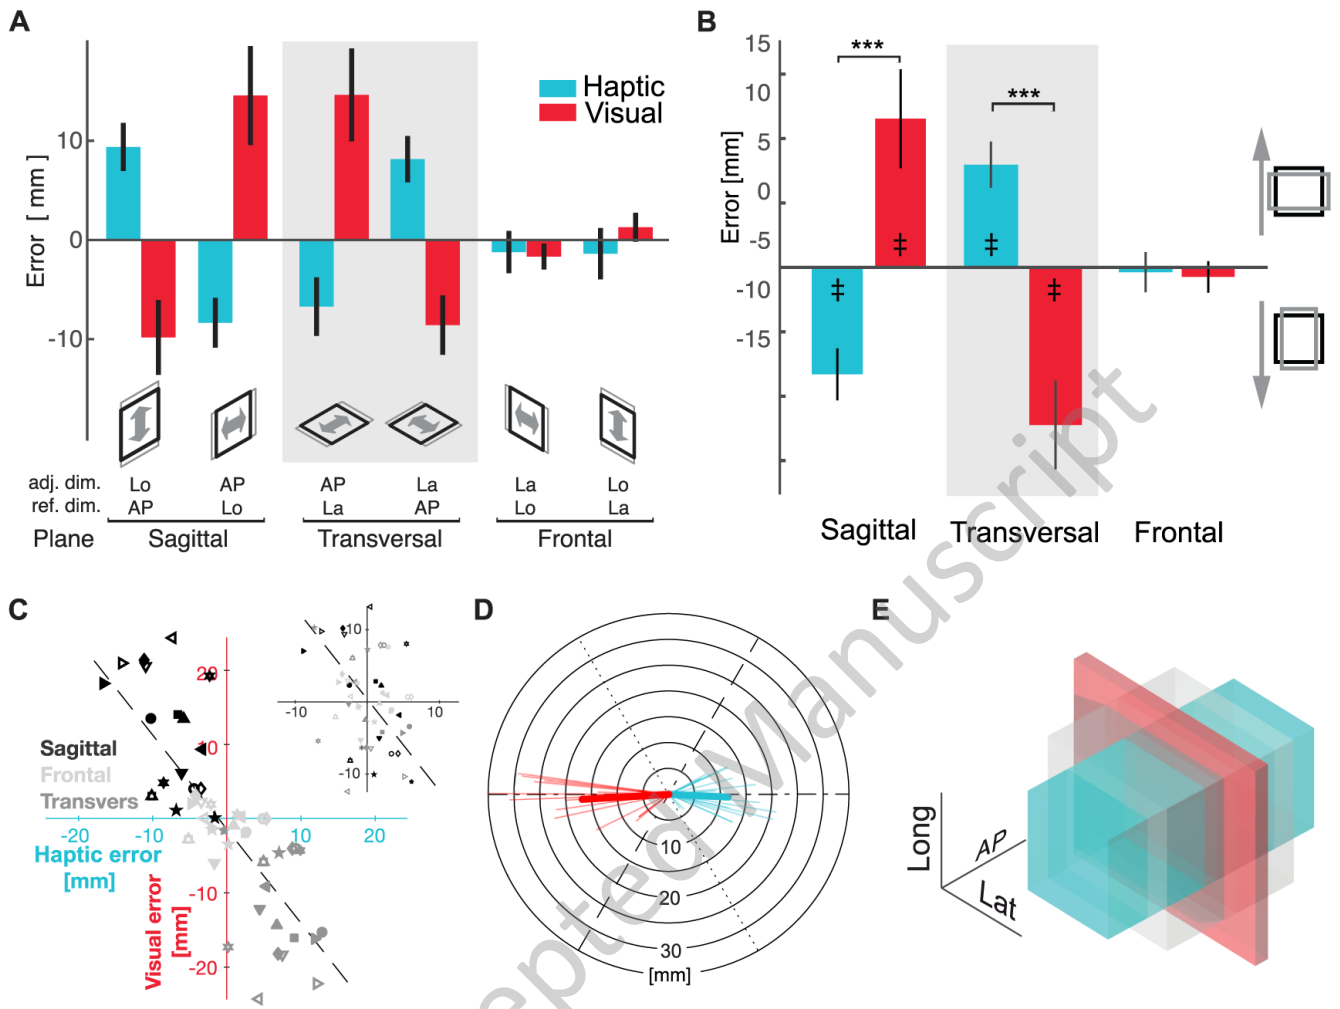 A
Haptic
Visual
Error [ mm ]
10
0
-10
adj. dim. Lo AP AP La La Lo
ref. dim. AP Lo La AP Lo La
Plane Sagittal Transversal Frontal
B
Error [mm]
15
10
5
0
-5
-10
-15
***
***
‡
‡
‡
‡
Sagittal Transversal Frontal
C
Sagittal
Frontal
Transvers
20
10
-10
-20
-20
-10
10
20
Haptic error
[mm]
Visual error
[mm]
10
-10
-10
10
D
10
20
30
[mm]
E
Long
AP
Lat
epted Manuscript